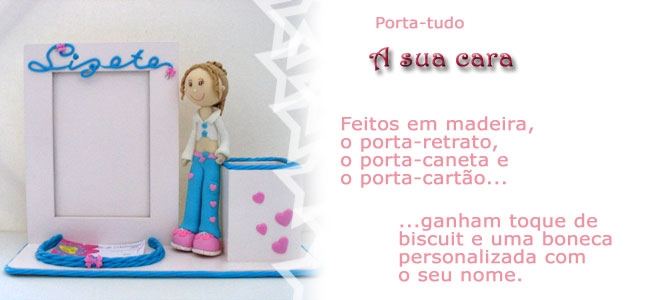 Lizete
Porta-tudo
A sua cara
Feitos em madeira,
o porta-retrato,
o porta-caneta e
o porta-cartão...
...ganham toque de
biscuit e uma boneca
personalizada com
o seu nome.